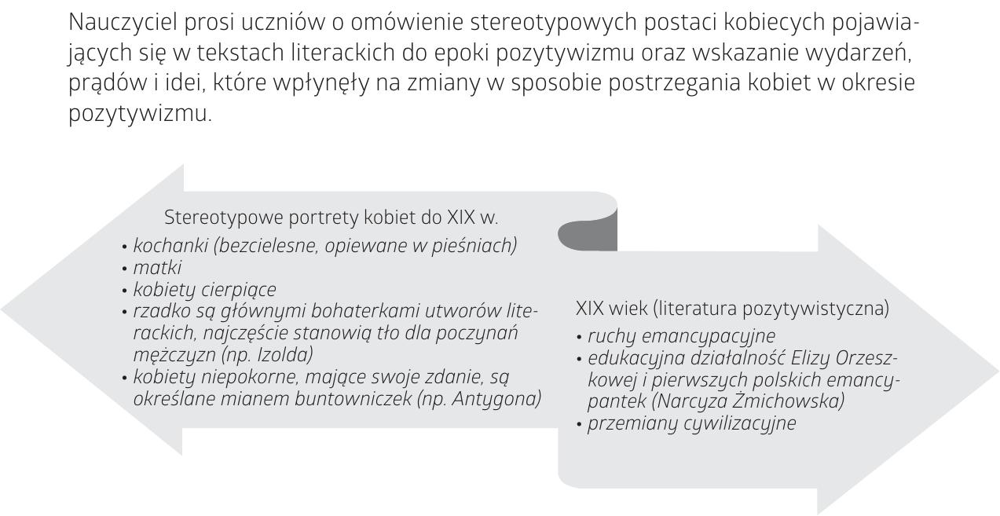 Nauczyciel prosi uczniów o omówienie stereotypowych postaci kobiecych pojawia-
jących się w tekstach literackich do epoki pozytywizmu oraz wskazanie wydarzeń,
prądów i idei, które wpłynęły na zmiany w sposobie postrzegania kobiet w okresie
pozytywizmu.
Stereotypowe portrety kobiet do XIX w.
• kochanki (bezcielesne, opiewane w pieśniach)
• matki
• kobiety cierpiące
• rzadko są głównymi bohaterkami utworów lite-
rackich, najczęście stanowią tło dla poczynań
mężczyzn (np. Izolda)
• kobiety niepokorne, mające swoje zdanie, są
określane mianem buntowniczek (np. Antygona)
XIX wiek (literatura pozytywistyczna)
• ruchy emancypacyjne
• edukacyjna działalność Elizy Orzesz-
kowej i pierwszych polskich emancy-
pantek (Narcyza Żmichowska)
• przemiany cywilizacyjne